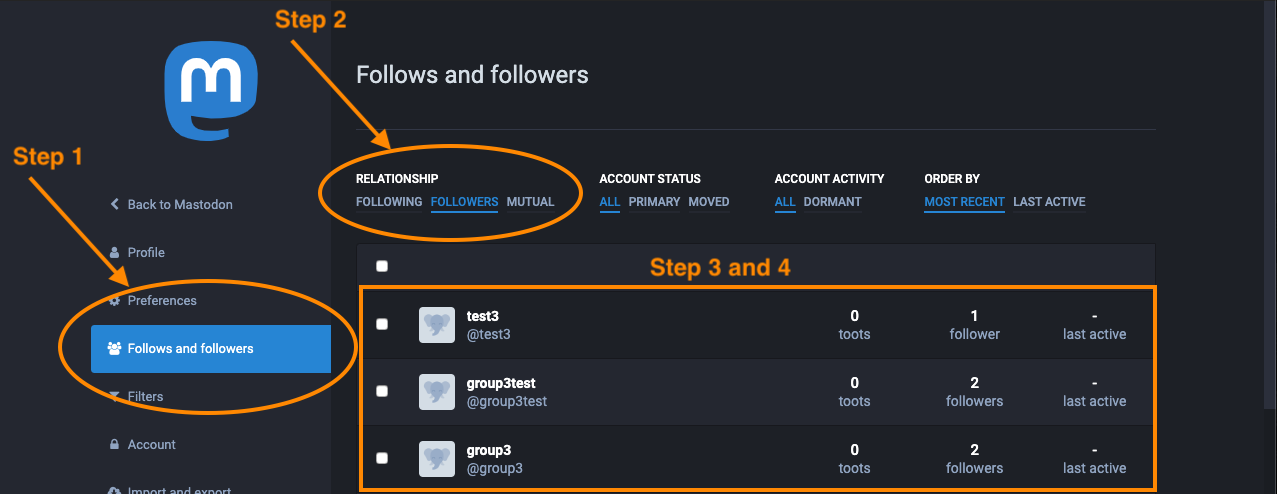 Step 2
Step 1
m
Back to Mastodon
Profile
Preferences
Follows and followers
Filters
Account
Import and export
Follows and followers
RELATIONSHIP
FOLLOWING FOLLOWERS MUTUAL
ACCOUNT STATUS
ALL PRIMARY MOVED
ACCOUNT ACTIVITY
ALL DORMANT
ORDER BY
MOST RECENT LAST ACTIVE
Step 3 and 4
test3 0 1 -
@test3 toots follower last active
group3test 0 2 -
@group3test toots followers last active
group3 0 2 -
@group3 toots followers last active